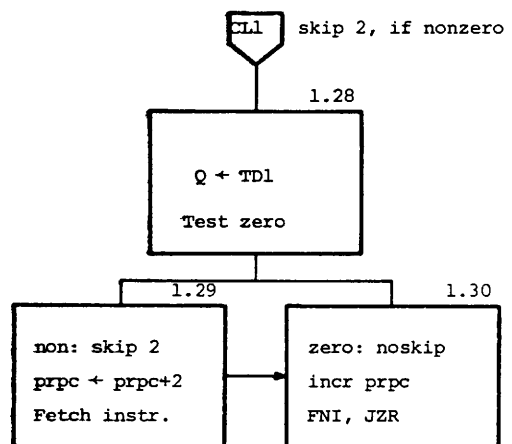 CL1 skip 2, if nonzero
1.28
Q ← TD1
Test zero
1.29
1.30
non: skip 2
prpc ← prpc+2
Fetch instr.
zero: noskip
incr prpc
FNI, JZR